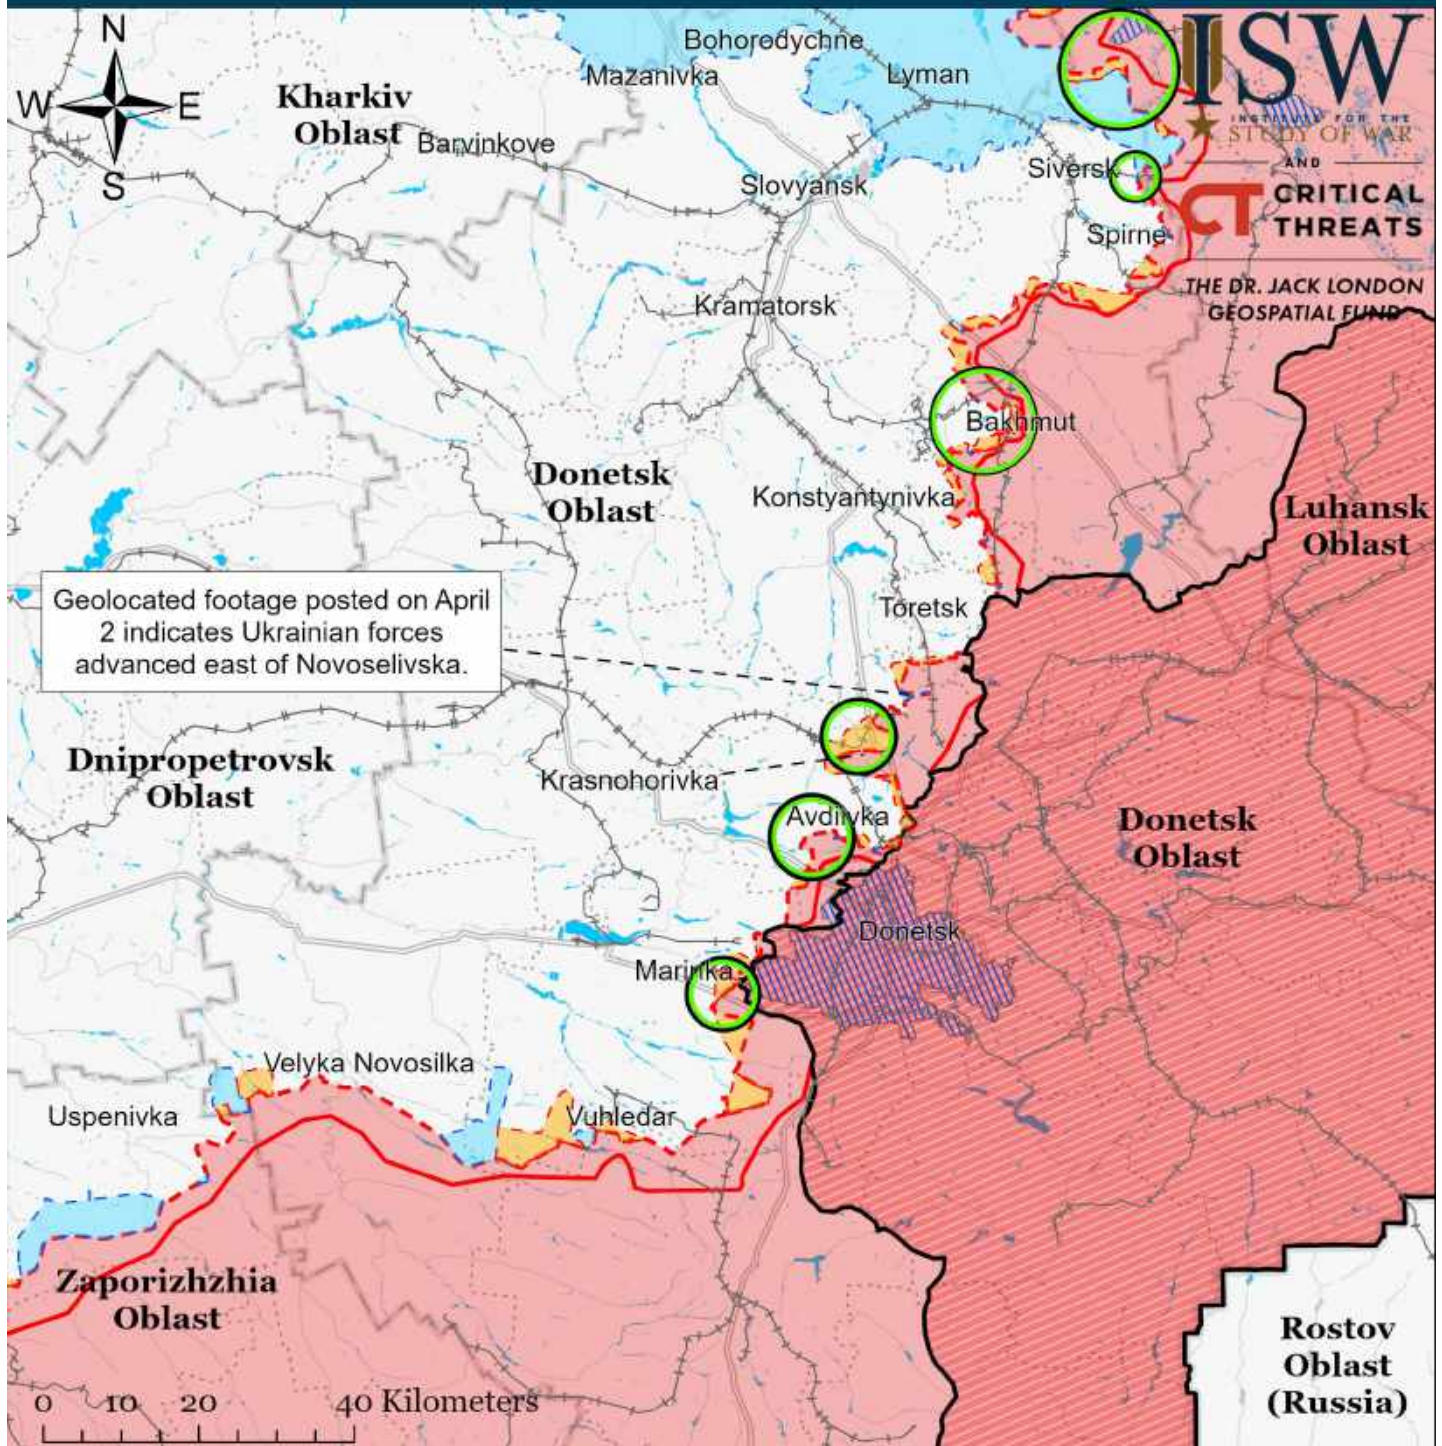 N
W
E
S
Kharkiv
Oblast
Barvinkove
Bohorodychne
Mazanivka
Lyman
ISW
INSTITUTE FOR THE
STUDY OF WAR
AND
CT CRITICAL
THREATS
THE DR. JACK LONDON
GEOSPATIAL FUND
Siversk
Slovyansk
Spirne
Kramatorsk
Bakhmut
Donetsk
Oblast
Konstyantynivka
Luhansk
Oblast
Geolocated footage posted on April
2 indicates Ukrainian forces
advanced east of Novoselivska.
Toretsk
Dnipropetrovsk
Oblast
Krasnohorivka
Avdiivka
Donetsk
Oblast
Donetsk
Marinka
Velyka Novosilka
Uspenivka
Vuhledar
Zaporizhzhia
Oblast
Rostov
Oblast
(Russia)
0 10 20 40 Kilometers